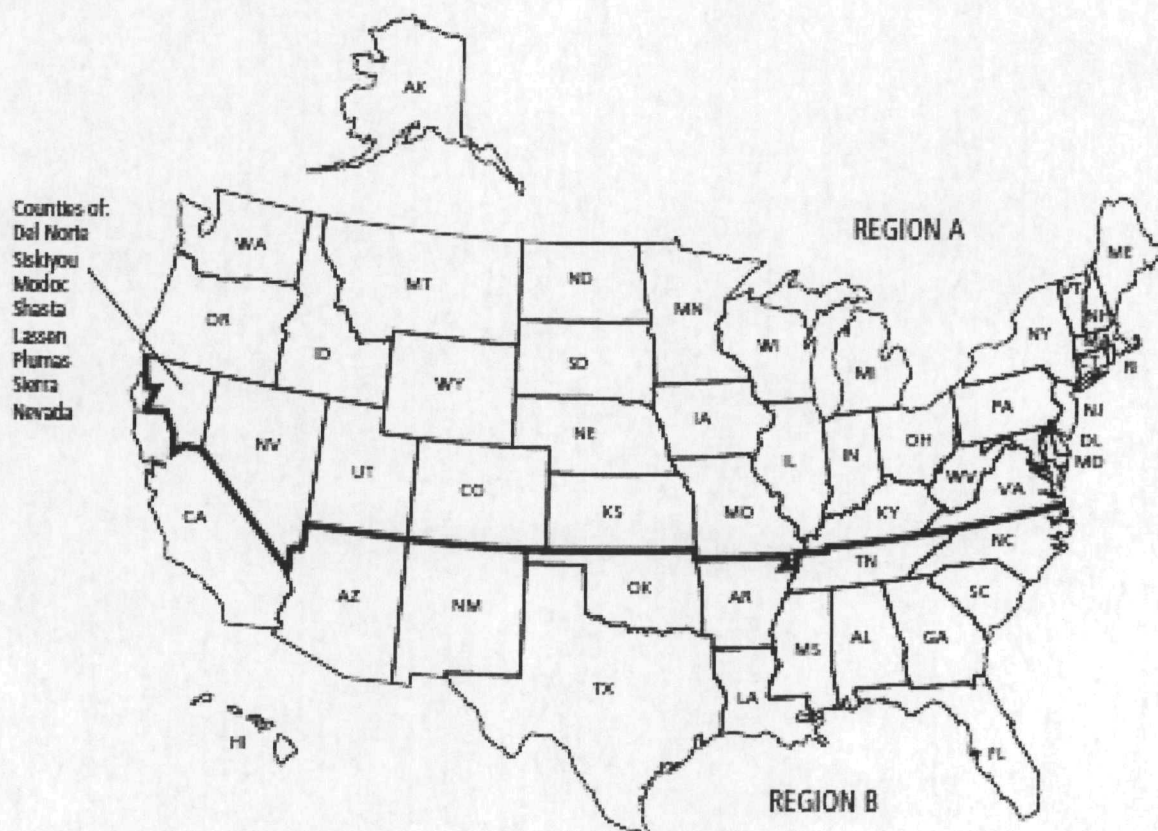 AK
Counties of:
Del Norte
Siskiyou
Modoc
Shasta
Lassen
Plumas
Sierra
Nevada
REGION A
WA
MT
ND
MN
ME
VT
NH
NY
OR
ID
WY
SD
WI
MI
MA
RI
NV
UT
CO
NE
IA
IL
IN
OH
PA
NJ
DL
MD
WV
VA
KY
KS
MO
CA
AZ
NM
OK
AR
TN
NC
SC
MS
AL
GA
TX
LA
FL
HI
REGION B